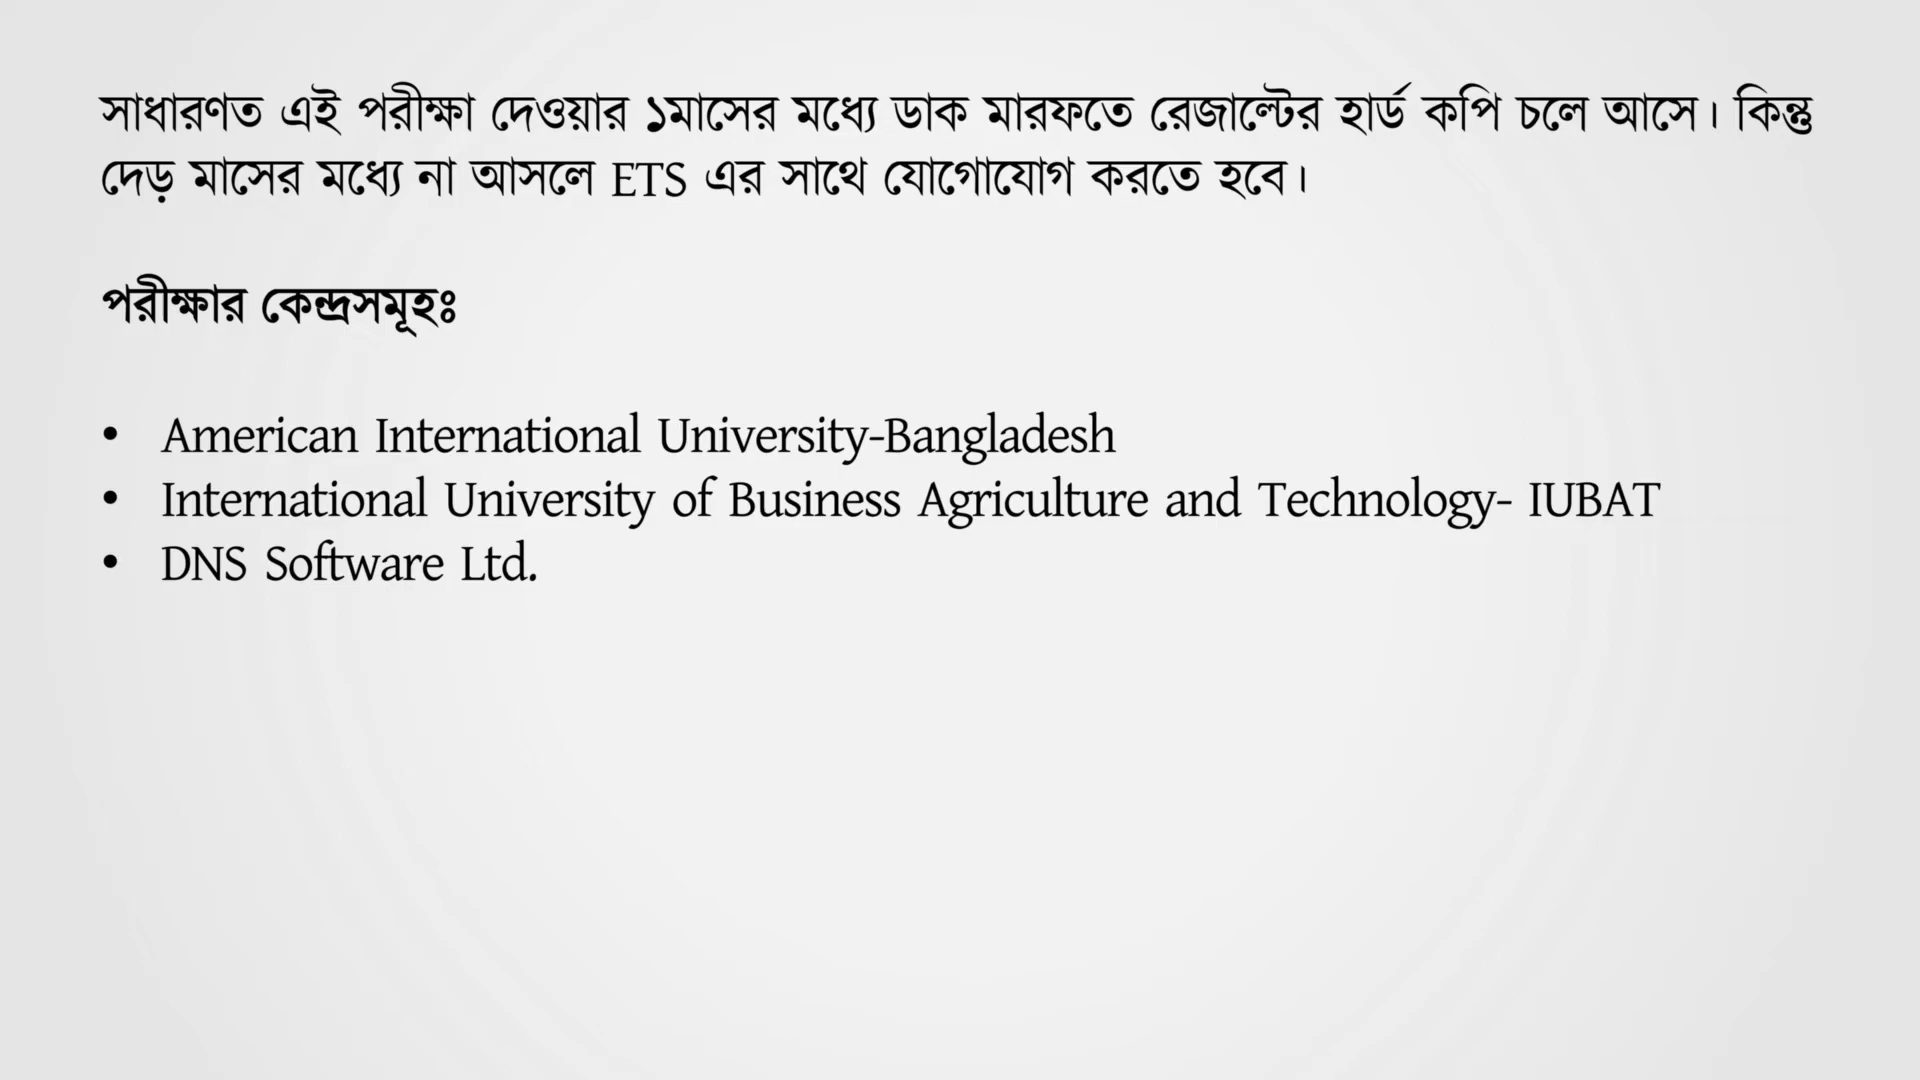 সাধারণত এই পরীক্ষা দেওয়ার ১মাসের মধ্যে ডাক মারফতে রেজাল্টের হার্ড কপি চলে আসে। কিন্তু
দেড় মাসের মধ্যে না আসলে ETS এর সাথে যোগোযোগ করতে হবে।
পরীক্ষার কেন্দ্রসমূহঃ
• American International University-Bangladesh
• International University of Business Agriculture and Technology- IUBAT
• DNS Software Ltd.